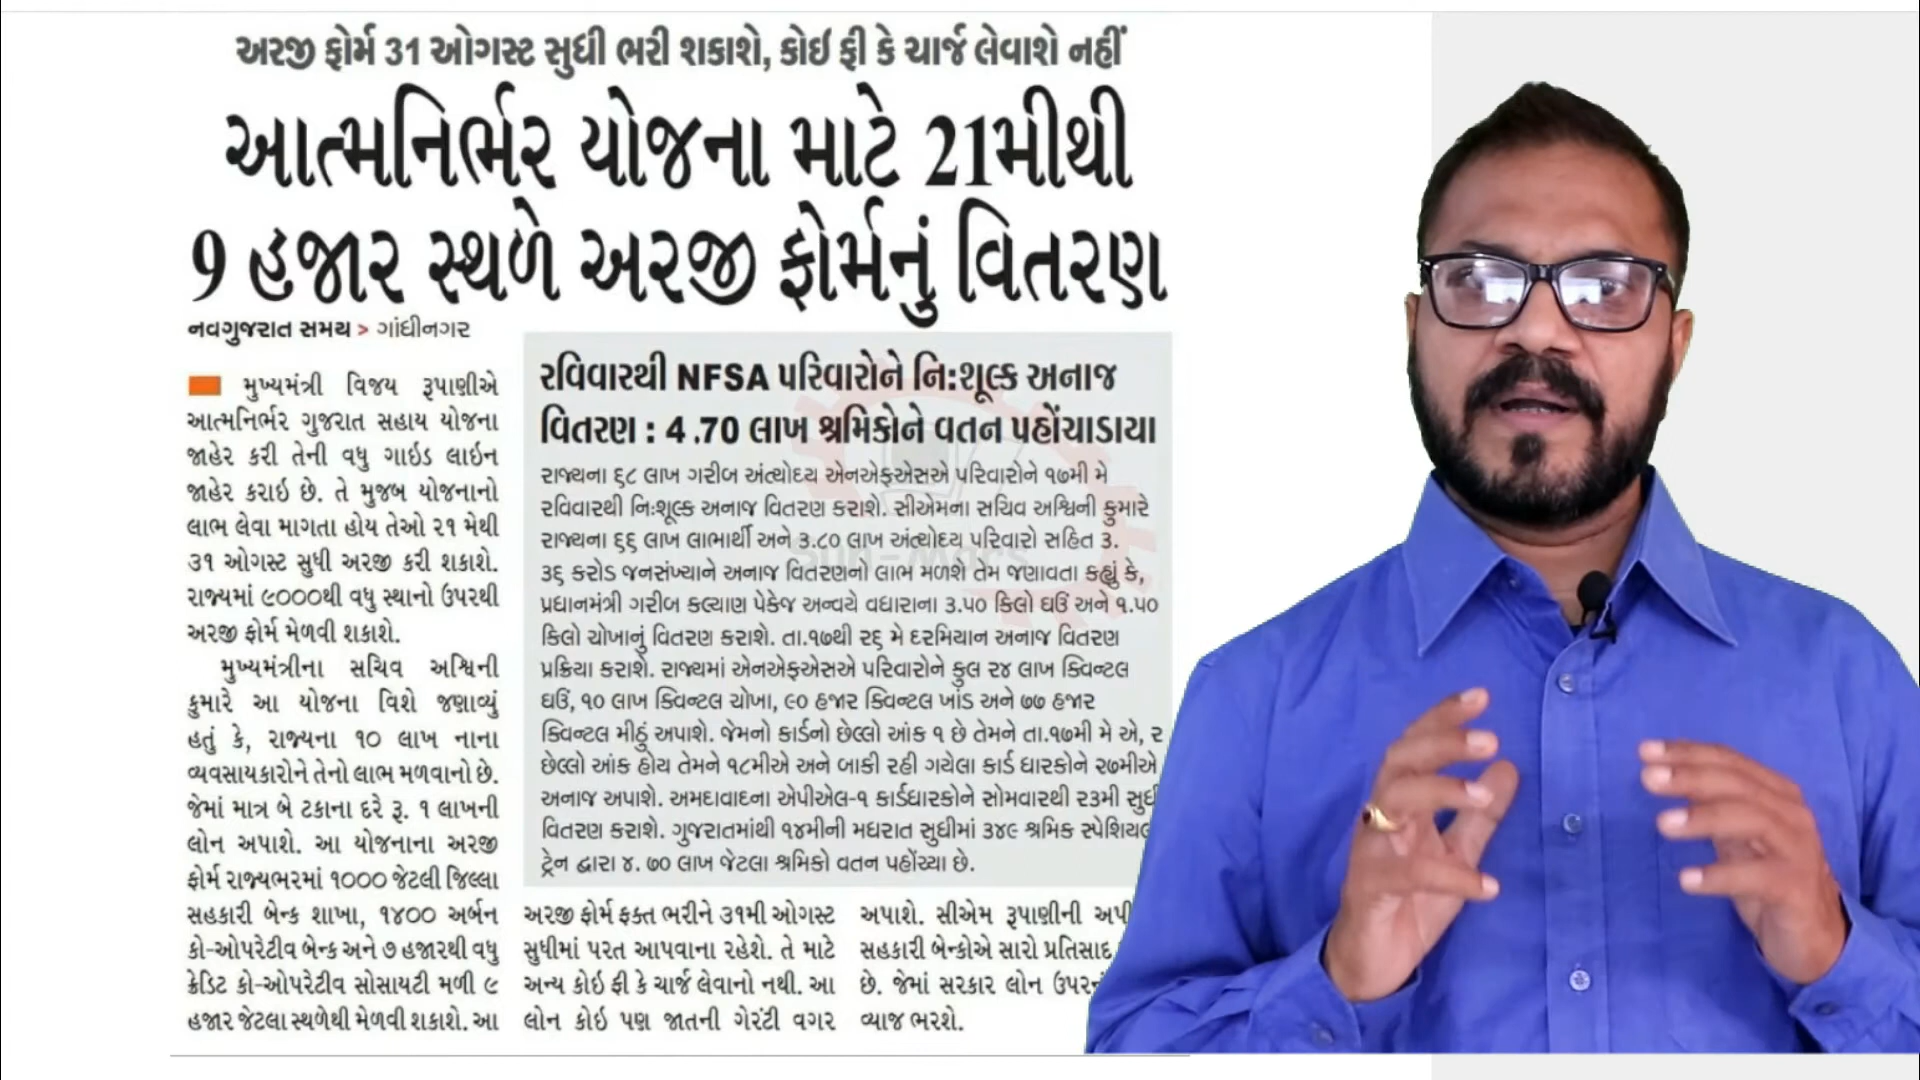 અરજી ફોર્મ 31 ઓગસ્ટ સુધી ભરી શકાશે, કોઇ ફી કે ચાર્જ લેવાશે નહીં
આત્મનિર્ભર યોજના માટે 21મીથી
9 હજાર સ્થળે અરજી ફોર્મનું વિતરણ
નવગુજરાત સમય > ગાંધીનગર
મુખ્યમંત્રી વિજય રૂપાણીએ
આત્મનિર્ભર ગુજરાત સહાય યોજના
જાહેર કરી તેની વધુ ગાઇડ લાઇન
જાહેર કરાઇ છે. તે મુજબ યોજનાનો
લાભ લેવા માગતા હોય તેઓ ૨૧ મેથી
૩૧ ઓગસ્ટ સુધી અરજી કરી શકાશે.
રાજ્યમાં ૯૦૦૦થી વધુ સ્થાનો ઉપરથી
અરજી ફોર્મ મેળવી શકાશે.
મુખ્યમંત્રીના સચિવ અશ્વિની
કુમારે આ યોજના વિશે જણાવ્યું
હતું કે, રાજ્યના ૧૦ લાખ નાના
વ્યવસાયકારોને તેનો લાભ મળવાનો છે.
જેમાં માત્ર બે ટકાના દરે રૂ. ૧ લાખની
લોન અપાશે. આ યોજનાના અરજી
ફોર્મ રાજ્યભરમાં ૧૦૦૦ જેટલી જિલ્લા
સહકારી બેન્ક શાખા, ૧૪૦૦ અર્બન
કો-ઓપરેટીવ બેન્ક અને ૭ હજારથી વધુ
ક્રેડિટ કો-ઓપરેટીવ સોસાયટી મળી ૯
હજાર જેટલા સ્થળેથી મેળવી શકાશે. આ
રવિવારથી NFSA પરિવારોને નિ:શૂલ્ક અનાજ
વિતરણ : 4 .70 લાખ શ્રમિકોને વતન પહોંચાડાયા
રાજ્યના ૬૮ લાખ ગરીબ અંત્યોદય એનએફએસએ પરિવારોને ૧૭મી મે
રવિવારથી નિઃશૂલ્ક અનાજ વિતરણ કરાશે. સીએમના સચિવ અશ્વિની કુમારે
રાજ્યના ૬૬ લાખ લાભાર્થી અને ૩.૮૦ લાખ અંત્યોદય પરિવારો સહિત ૩.
૩૬ કરોડ જનસંખ્યાને અનાજ વિતરણનો લાભ મળશે તેમ જણાવતા કહ્યું કે,
પ્રધાનમંત્રી ગરીબ કલ્યાણ પેકેજ અન્વયે વધારાના ૩.૫૦ કિલો ઘઉં અને ૧.૫૦
કિલો ચોખાનું વિતરણ કરાશે. તા.૧૭થી ૨૬ મે દરમિયાન અનાજ વિતરણ
પ્રક્રિયા કરાશે. રાજ્યમાં એનએફએસએ પરિવારોને કુલ ૨૪ લાખ ક્વિન્ટલ
ઘઉં, ૧૦ લાખ ક્વિન્ટલ ચોખા, ૯૦ હજાર ક્વિન્ટલ ખાંડ અને ૭૭ હજાર
ક્વિન્ટલ મીઠું અપાશે. જેમનો કાર્ડનો છેલ્લો આંક ૧ છે તેમને તા.૧૭મી મે એ, ૨
છેલ્લો આંક હોય તેમને ૧૮મીએ અને બાકી રહી ગયેલા કાર્ડ ધારકોને ૨૭મીએ
અનાજ અપાશે. અમદાવાદના એપીએલ-૧ કાર્ડધારકોને સોમવારથી ૨૩મી સુધી
વિતરણ કરાશે. ગુજરાતમાંથી ૧૪મીની મધરાત સુધીમાં ૩૪૯ શ્રમિક સ્પેશિયલ
ટ્રેન દ્વારા ૪. ૭૦ લાખ જેટલા શ્રમિકો વતન પહોંચ્યા છે.
Sun-Mars
અરજી ફોર્મ ફક્ત ભરીને ૩૧મી ઓગસ્ટ
સુધીમાં પરત આપવાના રહેશે. તે માટે
અન્ય કોઇ ફી કે ચાર્જ લેવાનો નથી. આ
લોન કોઇ પણ જાતની ગેરંટી વગર
અપાશે. સીએમ રૂપાણીની
સહકારી બેન્કોએ સારો પ્રતિસાદ
છે. જેમાં સરકાર લોન
વ્યાજ ભરશે.